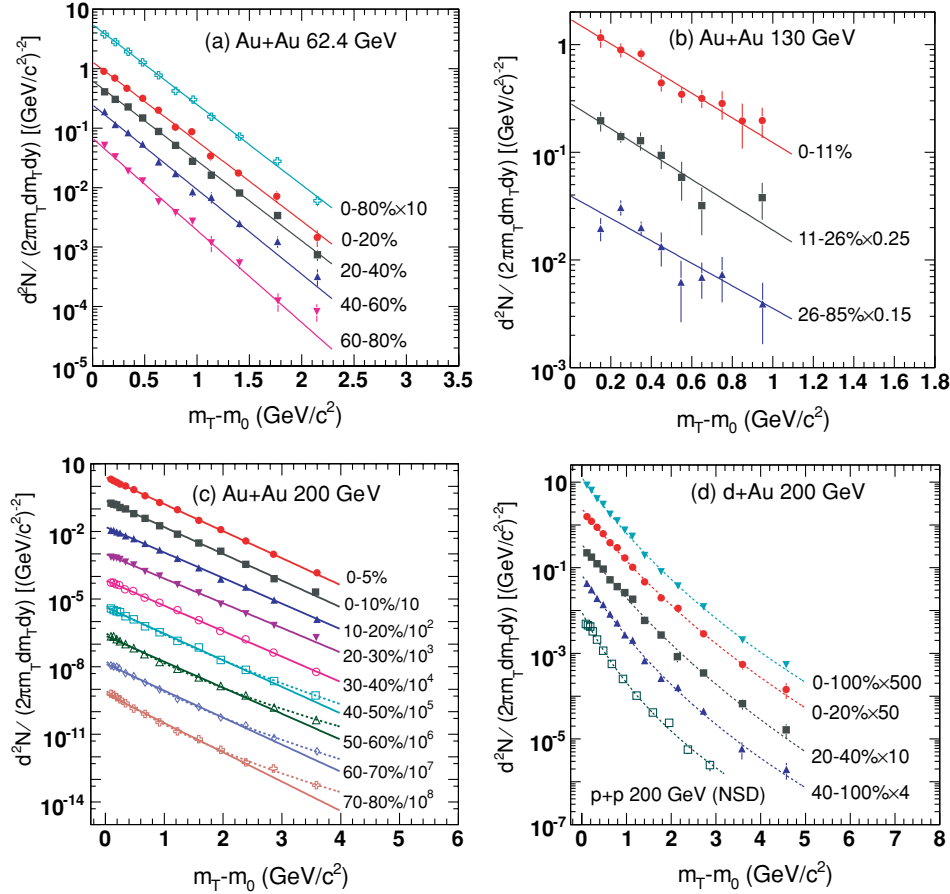 (a) Au+Au 62.4 GeV
d²N/(2πm_T dm_T dy) [(GeV/c²)⁻²]
10
1
10⁻¹
10⁻²
10⁻³
10⁻⁴
10⁻⁵
0-80%×10
0-20%
20-40%
40-60%
60-80%
0 0.5 1 1.5 2 2.5 3 3.5
m_T-m_0 (GeV/c²)
(b) Au+Au 130 GeV
d²N/(2πm_T dm_T dy) [(GeV/c²)⁻²]
1
10⁻¹
10⁻²
10⁻³
0-11%
11-26%×0.25
26-85%×0.15
0 0.2 0.4 0.6 0.8 1 1.2 1.4 1.6 1.8
m_T-m_0 (GeV/c²)
(c) Au+Au 200 GeV
d²N/(2πm_T dm_T dy) [(GeV/c²)⁻²]
10
10⁻²
10⁻⁵
10⁻⁸
10⁻¹¹
10⁻¹⁴
0-5%
0-10%/10
10-20%/10²
20-30%/10³
30-40%/10⁴
40-50%/10⁵
50-60%/10⁶
60-70%/10⁷
70-80%/10⁸
0 1 2 3 4 5 6
m_T-m_0 (GeV/c²)
(d) d+Au 200 GeV
d²N/(2πm_T dm_T dy) [(GeV/c²)⁻²]
10
10⁻¹
10⁻³
10⁻⁵
10⁻⁷
0-100%×500
0-20%×50
20-40%×10
40-100%×4
p+p 200 GeV (NSD)
0 1 2 3 4 5 6 7 8
m_T-m_0 (GeV/c²)